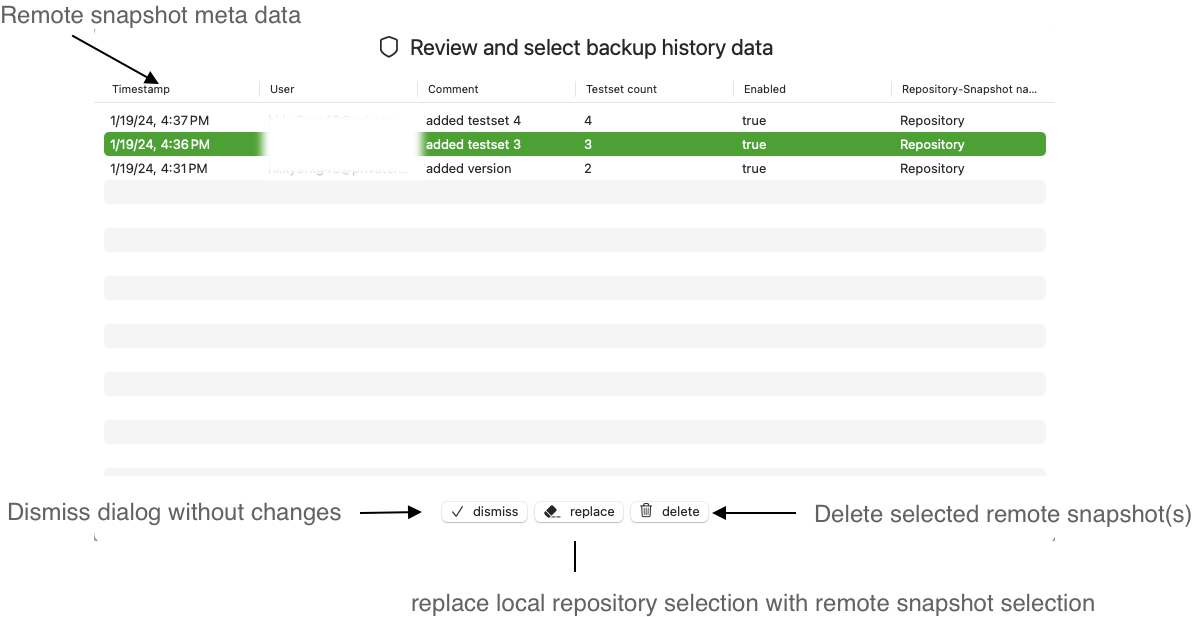 Remote snapshot meta data
Review and select backup history data
Timestamp User Comment Testset count Enabled Repository-Snapshot na...
1/19/24, 4:37 PM added testset 4 4 true Repository
1/19/24, 4:36 PM added testset 3 3 true Repository
1/19/24, 4:31 PM added version 2 true Repository
Dismiss dialog without changes dismiss replace delete Delete selected remote snapshot(s)
replace local repository selection with remote snapshot selection